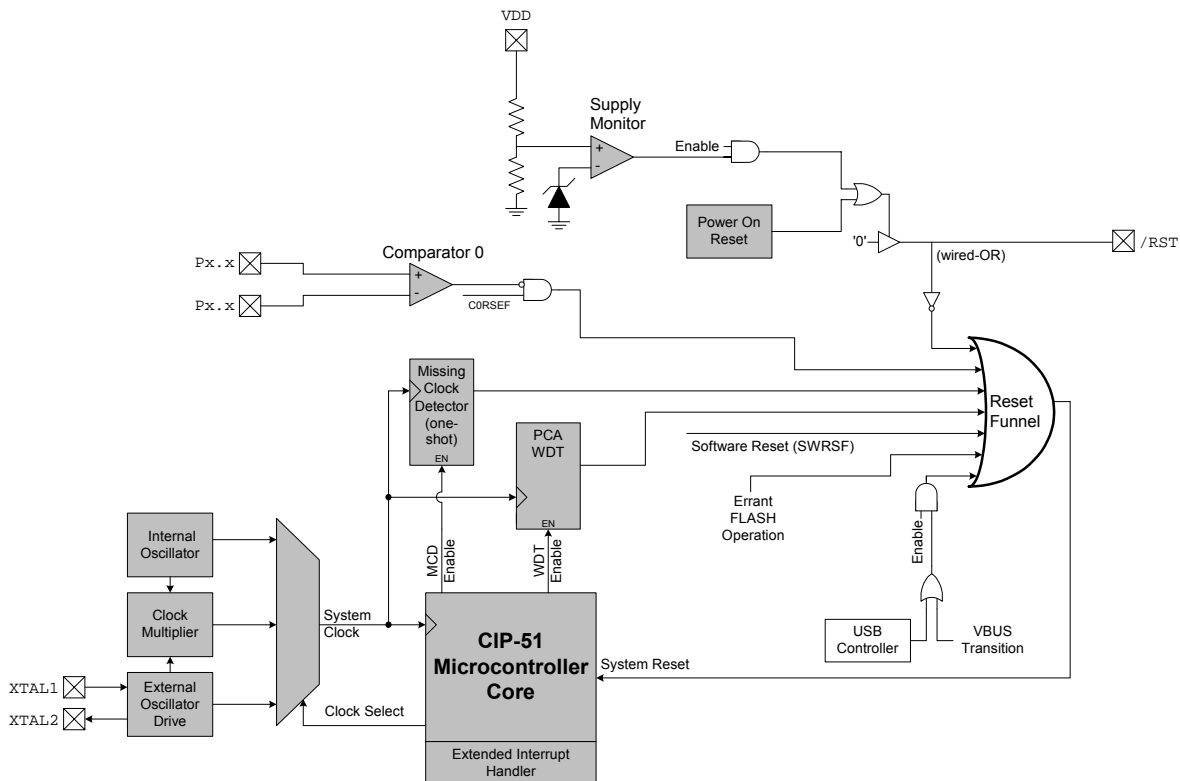 VDD
Supply
Monitor
+
-
Enable
Power On
Reset
'0'
(wired-OR)
/RST
Px.x
Px.x
Comparator 0
+
-
C0RSEF
Missing
Clock
Detector
(one-
shot)
EN
PCA
WDT
EN
Software Reset (SWRSF)
Errant
FLASH
Operation
Reset
Funnel
Enable
USB
Controller
VBUS
Transition
Internal
Oscillator
Clock
Multiplier
External
Oscillator
Drive
XTAL1
XTAL2
System
Clock
Clock Select
MCD
Enable
WDT
Enable
CIP-51
Microcontroller
Core
System Reset
Extended Interrupt
Handler